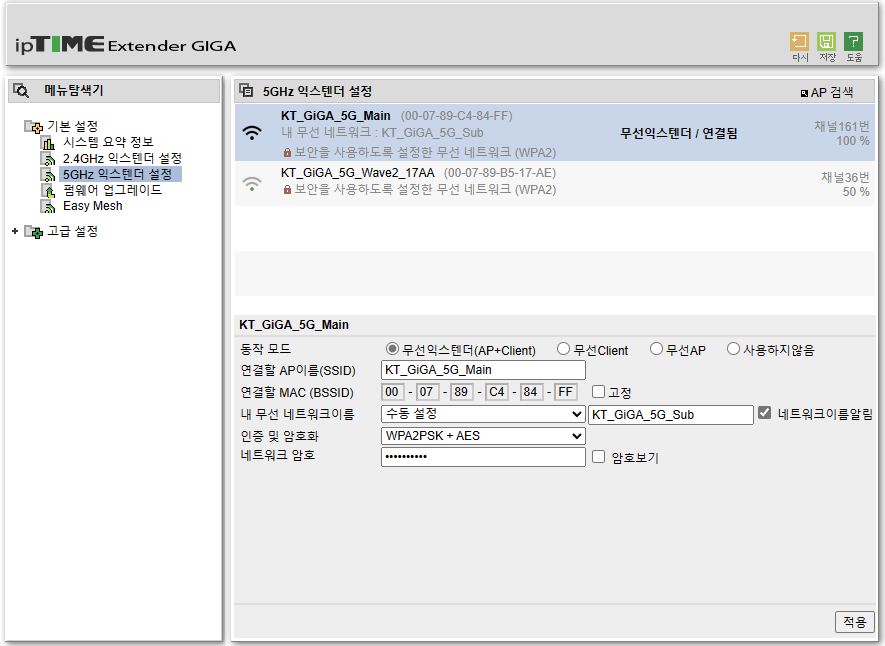 ipTIME Extender GIGA
다시 저장 도움
메뉴탐색기
기본 설정
시스템 요약 정보
2.4GHz 익스텐더 설정
5GHz 익스텐더 설정
펌웨어 업그레이드
Easy Mesh
고급 설정
5GHz 익스텐더 설정 AP 검색
KT_GiGA_5G_Main (00-07-89-C4-84-FF)
내 무선 네트워크 : KT_GiGA_5G_Sub 무선익스텐더 / 연결됨 채널161번
보안을 사용하도록 설정한 무선 네트워크 (WPA2) 100 %
KT_GiGA_5G_Wave2_17AA (00-07-89-B5-17-AE) 채널36번
보안을 사용하도록 설정한 무선 네트워크 (WPA2) 50 %
KT_GiGA_5G_Main
동작 모드 무선익스텐더(AP+Client) 무선Client 무선AP 사용하지않음
연결할 AP이름(SSID) KT_GiGA_5G_Main
연결할 MAC (BSSID) 00 - 07 - 89 - C4 - 84 - FF 고정
내 무선 네트워크이름 수동 설정 KT_GiGA_5G_Sub 네트워크이름알림
인증 및 암호화 WPA2PSK + AES
네트워크 암호 •••••••••• 암호보기
적용